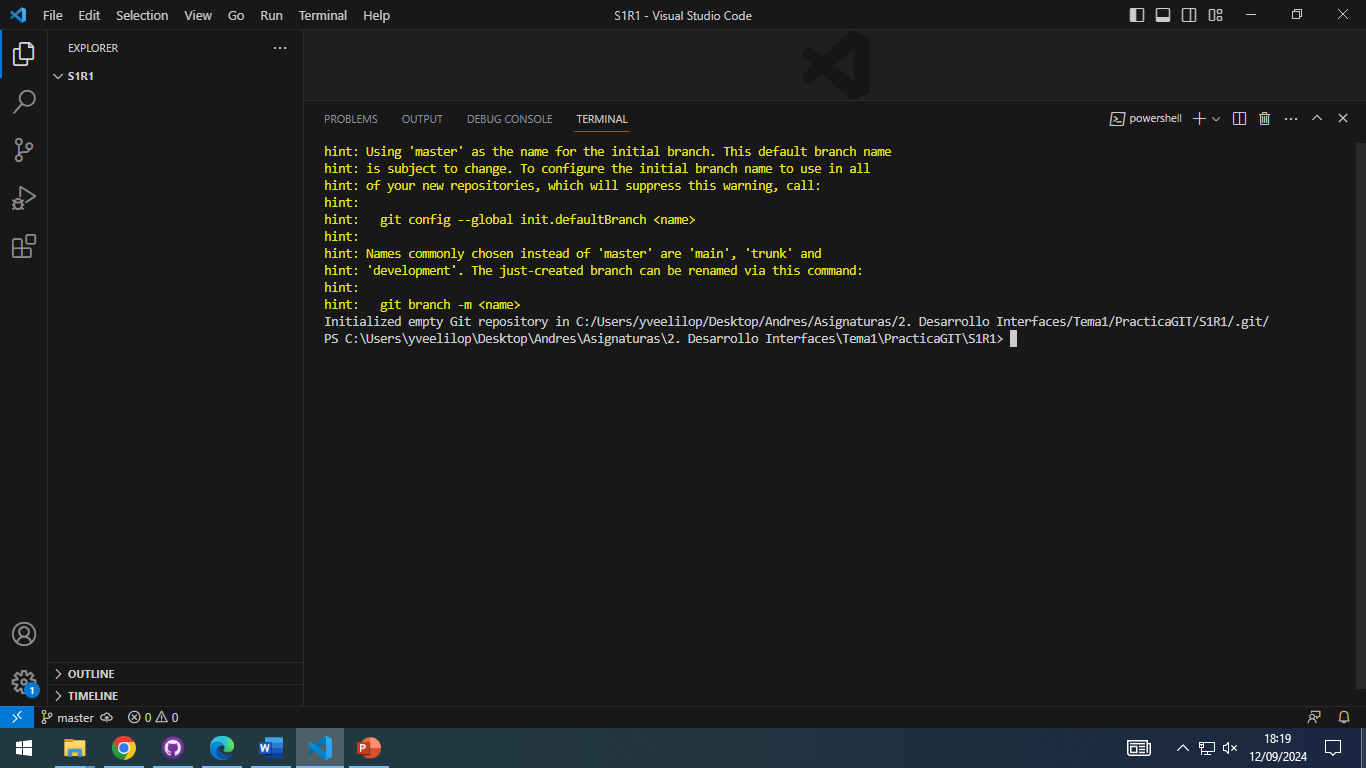 File Edit Selection View Go Run Terminal Help
S1R1 - Visual Studio Code
EXPLORER
S1R1
PROBLEMS OUTPUT DEBUG CONSOLE TERMINAL
powershell
hint: Using 'master' as the name for the initial branch. This default branch name
hint: is subject to change. To configure the initial branch name to use in all
hint: of your new repositories, which will suppress this warning, call:
hint:
hint:   git config --global init.defaultBranch <name>
hint:
hint: Names commonly chosen instead of 'master' are 'main', 'trunk' and
hint: 'development'. The just-created branch can be renamed via this command:
hint:
hint:   git branch -m <name>
Initialized empty Git repository in C:/Users/yveelilop/Desktop/Andres/Asignaturas/2. Desarrollo Interfaces/Tema1/PracticaGIT/S1R1/.git/
PS C:\Users\yveelilop\Desktop\Andres\Asignaturas\2. Desarrollo Interfaces\Tema1\PracticaGIT\S1R1>
OUTLINE
TIMELINE
1
master 0 0
18:19
12/09/2024